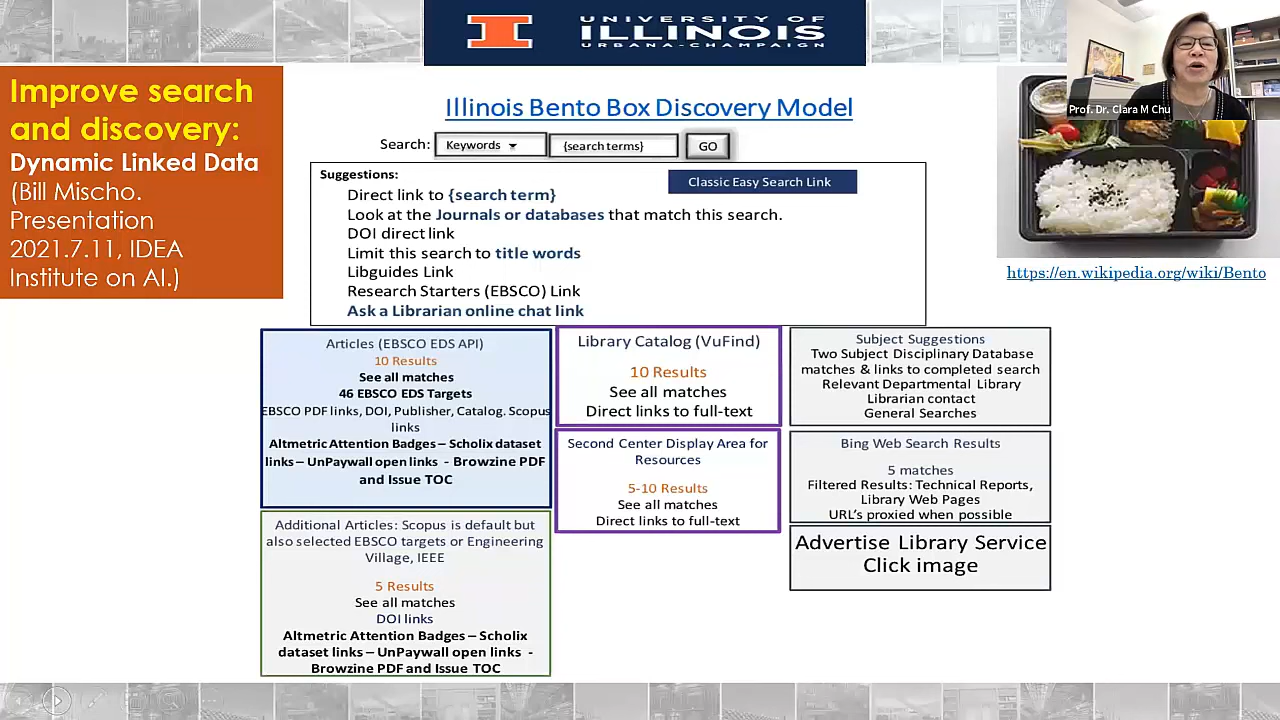 UNIVERSITY OF
ILLINOIS
URBANA-CHAMPAIGN
Improve search
and discovery:
Dynamic Linked Data
(Bill Mischo.
Presentation
2021.7.11, IDEA
Institute on AI.)
Prof. Dr. Clara M Chu
https://en.wikipedia.org/wiki/Bento
Illinois Bento Box Discovery Model
Search: Keywords {search terms} GO
Suggestions:
Classic Easy Search Link
Direct link to {search term}
Look at the Journals or databases that match this search.
DOI direct link
Limit this search to title words
Libguides Link
Research Starters (EBSCO) Link
Ask a Librarian online chat link
Articles (EBSCO EDS API)
10 Results
See all matches
46 EBSCO EDS Targets
EBSCO PDF links, DOI, Publisher, Catalog. Scopus
links
Altmetric Attention Badges – Scholix dataset
links – UnPaywall open links - Browzine PDF
and Issue TOC
Additional Articles: Scopus is default but
also selected EBSCO targets or Engineering
Village, IEEE
5 Results
See all matches
DOI links
Altmetric Attention Badges – Scholix
dataset links – UnPaywall open links -
Browzine PDF and Issue TOC
Library Catalog (VuFind)
10 Results
See all matches
Direct links to full-text
Second Center Display Area for
Resources
5-10 Results
See all matches
Direct links to full-text
Subject Suggestions
Two Subject Disciplinary Database
matches & links to completed search
Relevant Departmental Library
Librarian contact
General Searches
Bing Web Search Results
5 matches
Filtered Results: Technical Reports,
Library Web Pages
URL's proxied when possible
Advertise Library Service
Click image